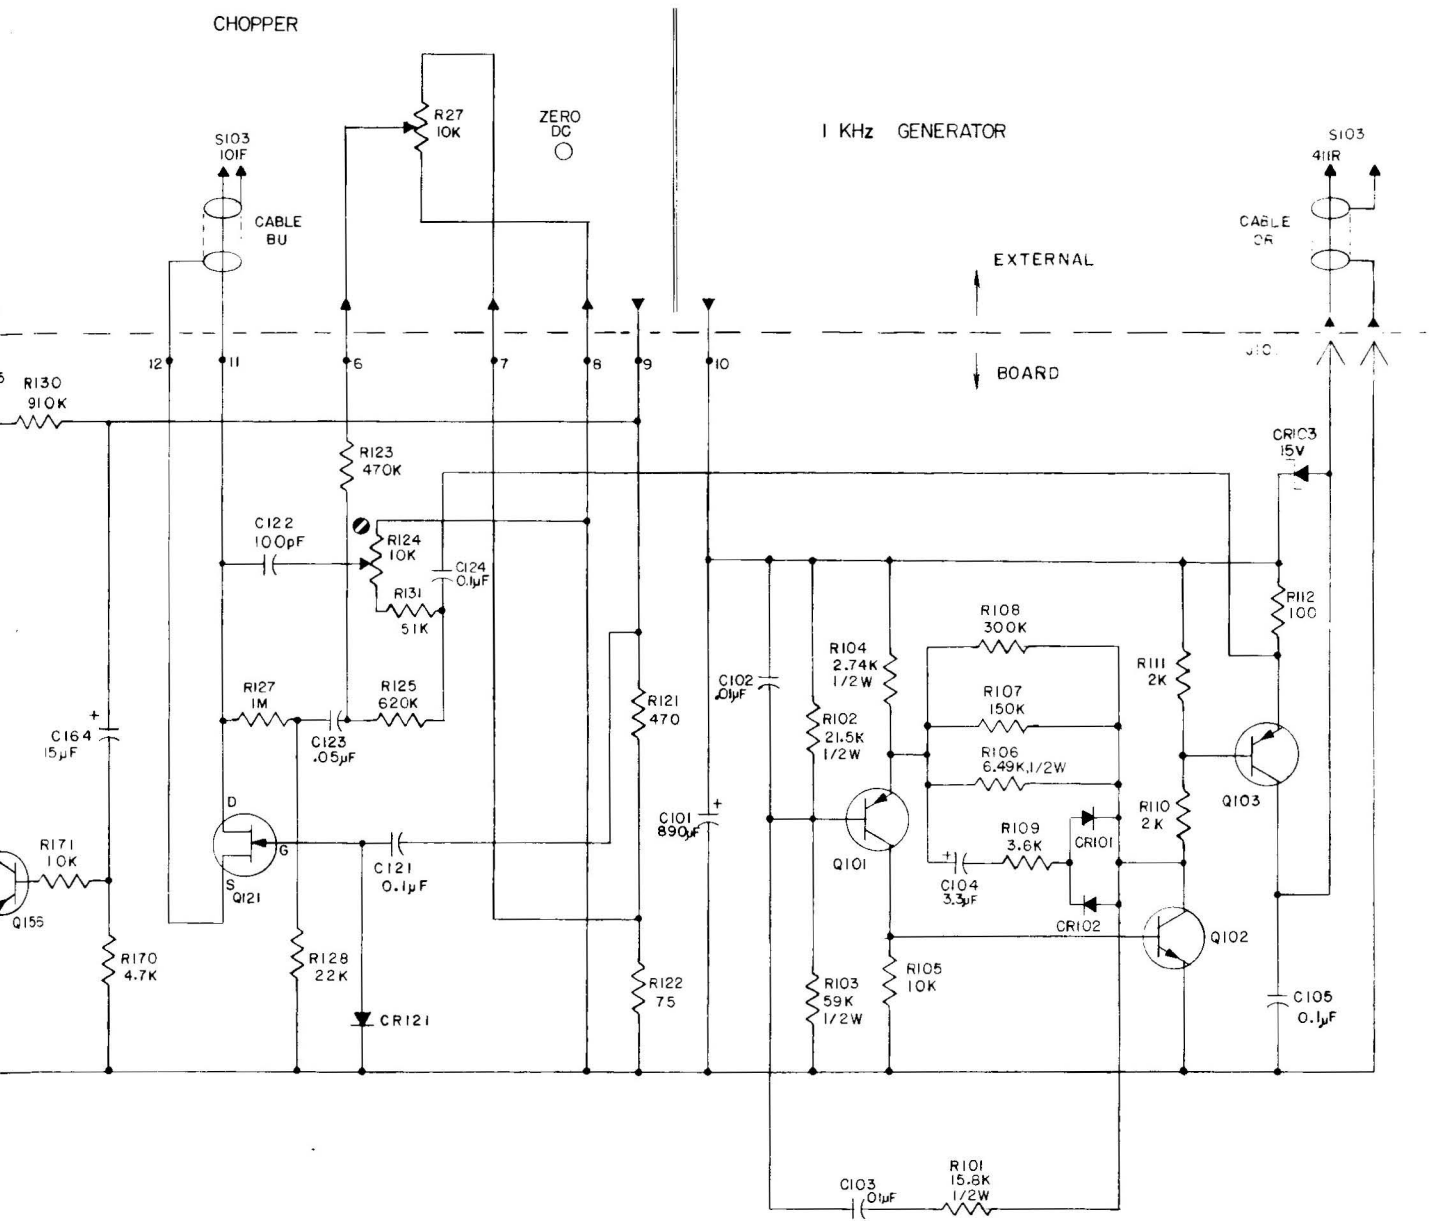 CHOPPER
R27
10K
ZERO
DC
1 KHz GENERATOR
S103
101F
S103
411R
CABLE
BU
CABLE
EXTERNAL
12
11
6
7
8
9
10
BOARD
R130
910K
R123
470K
CR103
15V
C122
100pF
R124
10K
C124
0.1µF
R131
51K
R112
100
R108
300K
R104
2.74K
1/2W
R111
2K
C102
.01µF
R127
1M
R125
620K
R121
470
R107
150K
R102
21.5K
1/2W
+
C164
15µF
C123
.05µF
R106
6.49K,1/2W
D
Q103
+
C101
890µF
R110
2K
R109
3.6K
CR101
R171
10K
G
C121
0.1µF
Q101
+
C104
3.3µF
S
Q121
CR102
Q102
R170
4.7K
R128
22K
R122
75
R103
59K
1/2W
R105
10K
C105
0.1µF
CR121
R101
15.8K
1/2W
C103